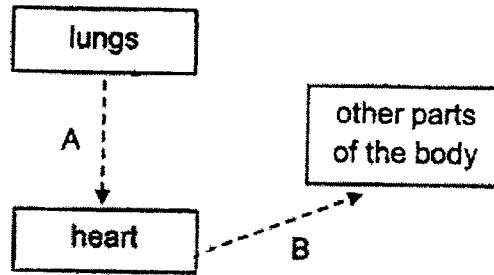 lungs
A
other parts
of the body
heart
B